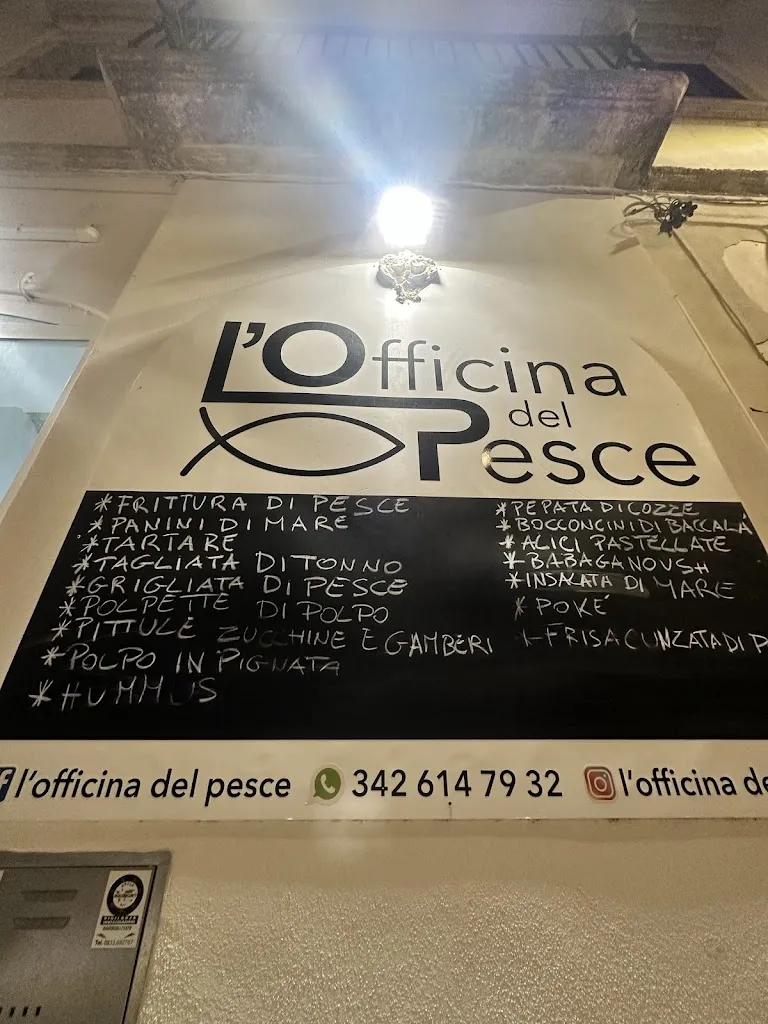 L'Officina
del
Pesce
*FRITTURA DI PESCE
*PANINI DI MARE
*TARTARE
*TAGLIATA DI TONNO
*GRIGLIATA DI PESCE
*POLPETTE DI POLPO
*PITTULE ZUCCHINE E GAMBERI
*POLPO IN PIGNATA
*HUMMUS
*PEPATA DI COZZE
*BOCCONCINI DI BACCALÀ
*ALICI PASTELLATE
*BABAGANOUSH
*INSALATA DI MARE
*POKÉ
*FRISA CUNZATA DI P
l'officina del pesce
342 614 79 32
l'officina de